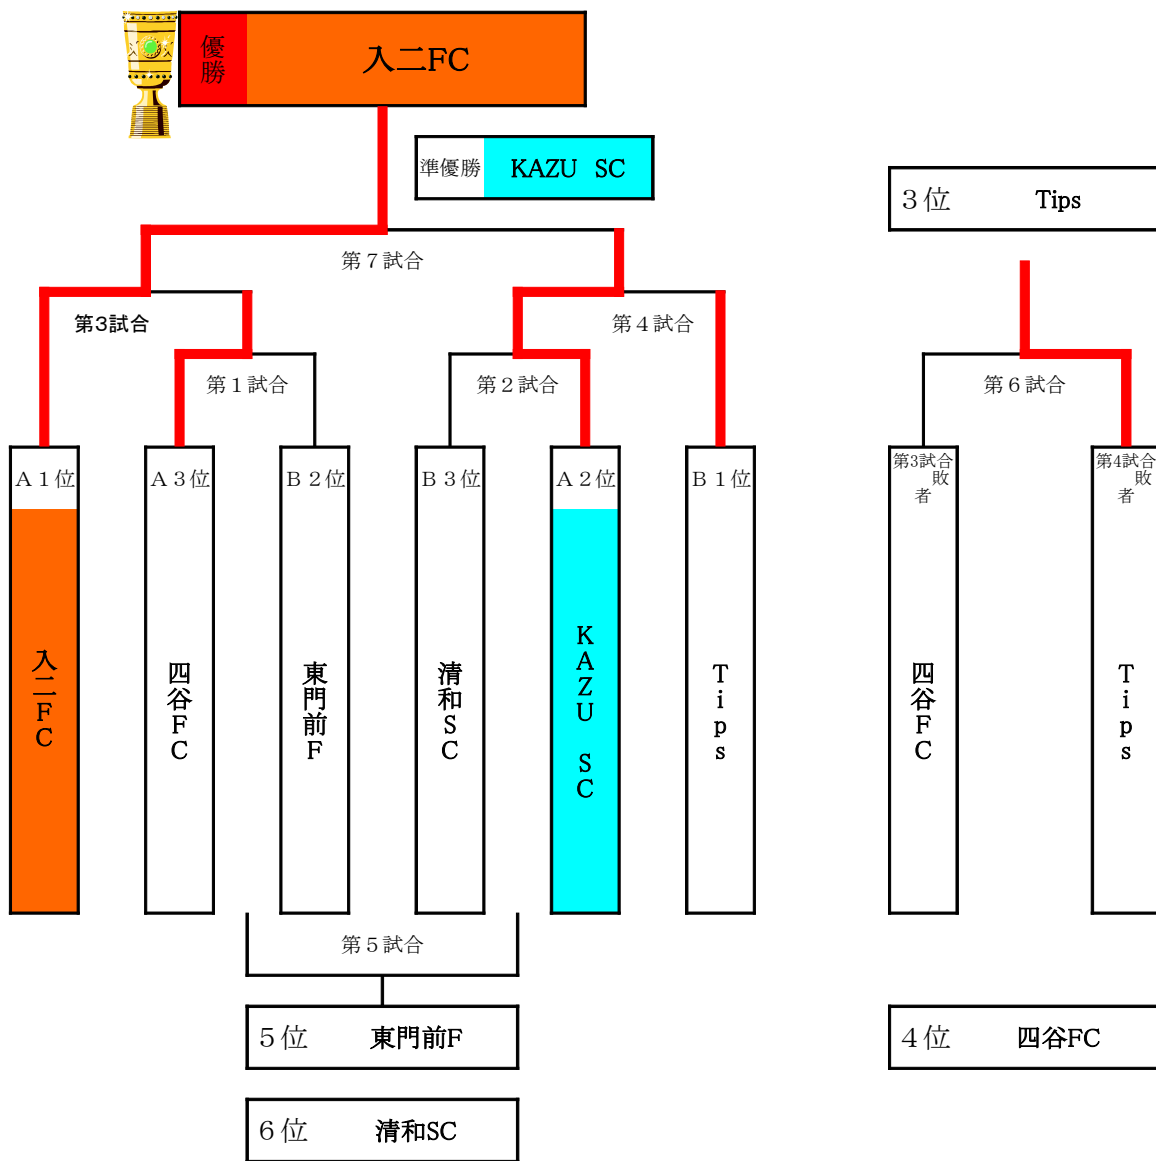 優勝 入二FC
準優勝 KAZU SC
3位 Tips
第7試合
第3試合
第4試合
第1試合
第2試合
第6試合
A1位
A3位
B2位
B3位
A2位
B1位
第3試合敗者
第4試合敗者
入二FC
四谷FC
東門前F
清和SC
KAZU SC
Tips
四谷FC
Tips
第5試合
5位 東門前F
4位 四谷FC
6位 清和SC